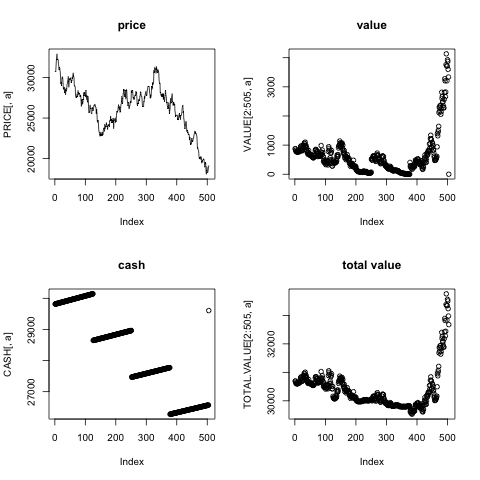 price
PRICE[, a]
20000 25000 30000
0 100 200 300 400 500
Index
value
VALUE[2:505, a]
0 1000 3000
0 100 200 300 400 500
Index
cash
CASH[, a]
27000 29000
0 100 200 300 400 500
Index
total value
TOTAL.VALUE[2:505, a]
30000 32000
0 100 200 300 400 500
Index